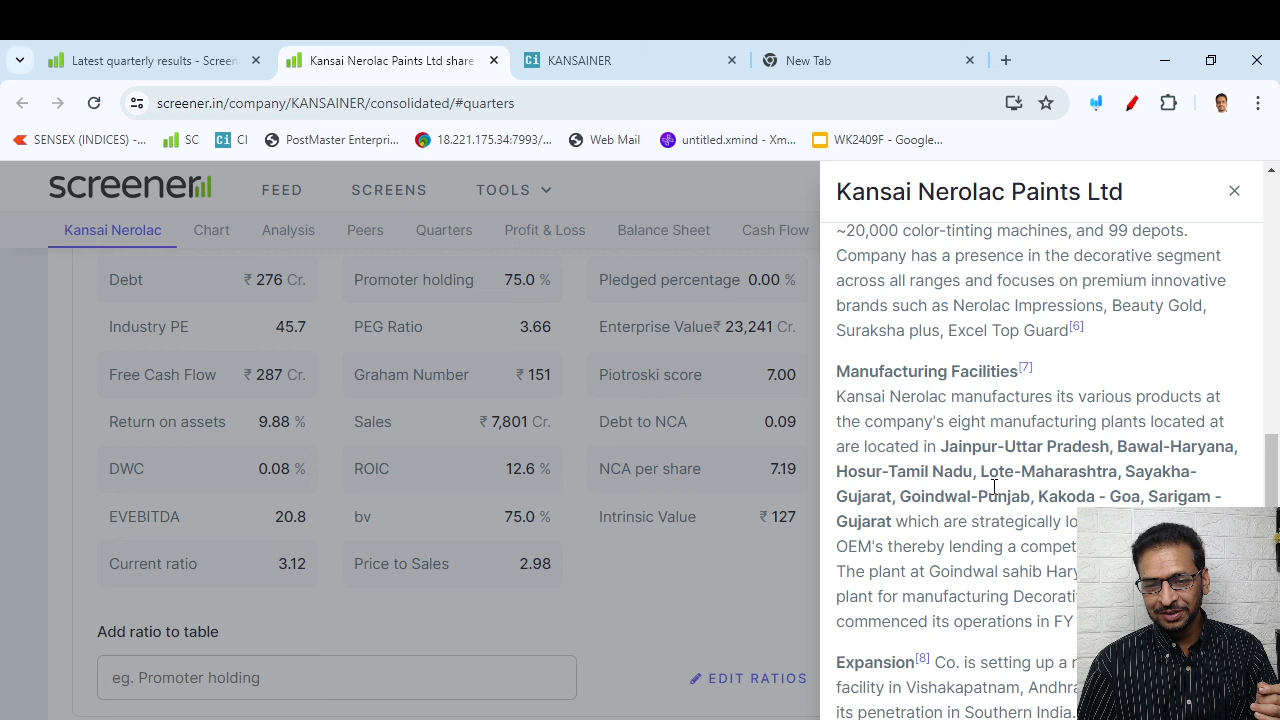 Latest quarterly results - Screen
Kansai Nerolac Paints Ltd share
Ci KANSAINER
New Tab
screener.in/company/KANSAINER/consolidated/#quarters
SENSEX (INDICES) -...
SC
Ci CI
PostMaster Enterpri...
18.221.175.34:7993/...
Web Mail
untitled.xmind - Xm...
WK2409F - Google...
screener
FEED
SCREENS
TOOLS
Kansai Nerolac
Chart
Analysis
Peers
Quarters
Profit & Loss
Balance Sheet
Cash Flow
Debt ₹ 276 Cr.
Promoter holding 75.0 %
Pledged percentage 0.00 %
Industry PE 45.7
PEG Ratio 3.66
Enterprise Value ₹ 23,241 Cr.
Free Cash Flow ₹ 287 Cr.
Graham Number ₹ 151
Piotroski score 7.00
Return on assets 9.88 %
Sales ₹ 7,801 Cr.
Debt to NCA 0.09
DWC 0.08 %
ROIC 12.6 %
NCA per share 7.19
EVEBITDA 20.8
bv 75.0 %
Intrinsic Value ₹ 127
Current ratio 3.12
Price to Sales 2.98
Add ratio to table
eg. Promoter holding
EDIT RATIOS
Kansai Nerolac Paints Ltd
~20,000 color-tinting machines, and 99 depots.
Company has a presence in the decorative segment
across all ranges and focuses on premium innovative
brands such as Nerolac Impressions, Beauty Gold,
Suraksha plus, Excel Top Guard[6]
Manufacturing Facilities[7]
Kansai Nerolac manufactures its various products at
the company's eight manufacturing plants located at
are located in Jainpur-Uttar Pradesh, Bawal-Haryana,
Hosur-Tamil Nadu, Lote-Maharashtra, Sayakha-
Gujarat, Goindwal-Punjab, Kakoda - Goa, Sarigam -
Gujarat which are strategically lo
OEM's thereby lending a compet
The plant at Goindwal sahib Hary
plant for manufacturing Decorati
commenced its operations in FY
Expansion[8] Co. is setting up a
facility in Vishakapatnam, Andhra
its penetration in Southern India.